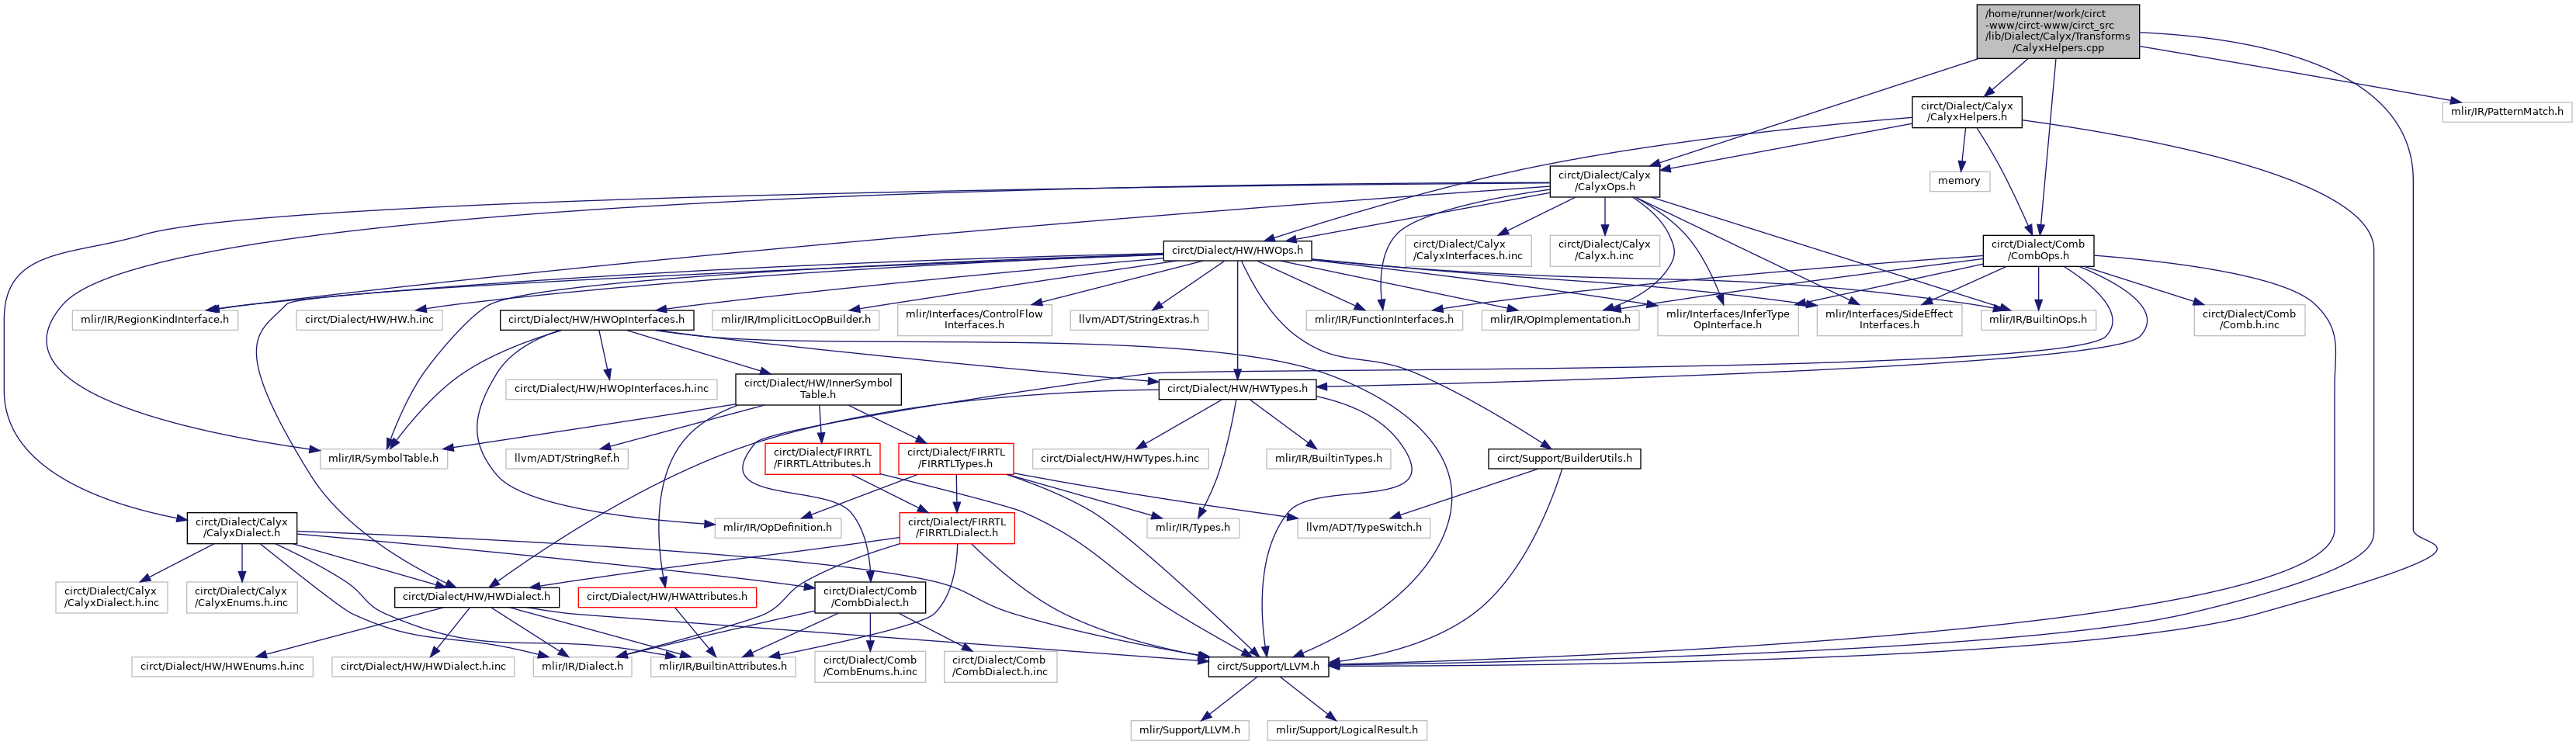 /home/runner/work/circt
-www/circt-www/circt_src
/lib/Dialect/Calyx/Transforms
/CalyxHelpers.cpp
circt/Dialect/Calyx
/CalyxHelpers.h
mlir/IR/PatternMatch.h
circt/Dialect/Calyx
/CalyxOps.h
memory
circt/Dialect/HW/HWOps.h
circt/Dialect/Calyx
/CalyxInterfaces.h.inc
circt/Dialect/Calyx
/Calyx.h.inc
circt/Dialect/Comb
/CombOps.h
mlir/IR/RegionKindInterface.h
circt/Dialect/HW/HW.h.inc
circt/Dialect/HW/HWOpInterfaces.h
mlir/IR/ImplicitLocOpBuilder.h
mlir/Interfaces/ControlFlow
Interfaces.h
llvm/ADT/StringExtras.h
mlir/IR/FunctionInterfaces.h
mlir/IR/OpImplementation.h
mlir/Interfaces/InferType
OpInterface.h
mlir/Interfaces/SideEffect
Interfaces.h
mlir/IR/BuiltinOps.h
circt/Dialect/Comb
/Comb.h.inc
circt/Dialect/HW/HWOpInterfaces.h.inc
circt/Dialect/HW/InnerSymbol
Table.h
circt/Dialect/HW/HWTypes.h
mlir/IR/SymbolTable.h
llvm/ADT/StringRef.h
circt/Dialect/FIRRTL
/FIRRTLAttributes.h
circt/Dialect/FIRRTL
/FIRRTLTypes.h
circt/Dialect/HW/HWTypes.h.inc
mlir/IR/BuiltinTypes.h
circt/Support/BuilderUtils.h
circt/Dialect/Calyx
/CalyxDialect.h
mlir/IR/OpDefinition.h
circt/Dialect/FIRRTL
/FIRRTLDialect.h
mlir/IR/Types.h
llvm/ADT/TypeSwitch.h
circt/Dialect/Calyx
/CalyxDialect.h.inc
circt/Dialect/Calyx
/CalyxEnums.h.inc
circt/Dialect/HW/HWDialect.h
circt/Dialect/HW/HWAttributes.h
circt/Dialect/Comb
/CombDialect.h
circt/Dialect/HW/HWEnums.h.inc
circt/Dialect/HW/HWDialect.h.inc
mlir/IR/Dialect.h
mlir/IR/BuiltinAttributes.h
circt/Dialect/Comb
/CombEnums.h.inc
circt/Dialect/Comb
/CombDialect.h.inc
circt/Support/LLVM.h
mlir/Support/LLVM.h
mlir/Support/LogicalResult.h